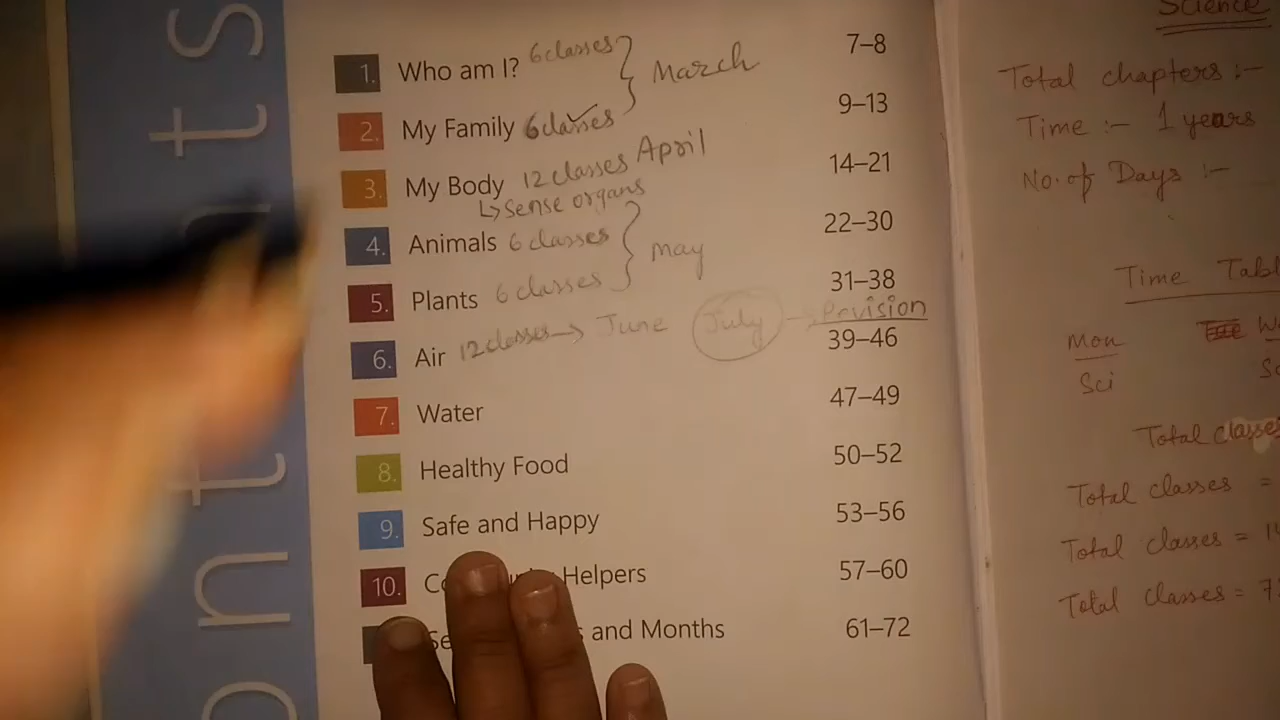 1. Who am I? 6 classes 7–8
March
2. My Family 6 classes 9–13
3. My Body 12 classes April 14–21
↳ Sense organs
4. Animals 6 classes 22–30
May
5. Plants 6 classes 31–38
6. Air 12 classes → June July → Revision 39–46
7. Water 47–49
8. Healthy Food 50–52
9. Safe and Happy 53–56
10. Helpers 57–60
and Months 61–72
Science
Total chapters :-
Time :- 1 years
No. of Days :-
Time
Mon
Sci
Total classes
Total classes =
Total classes =
Total classes =